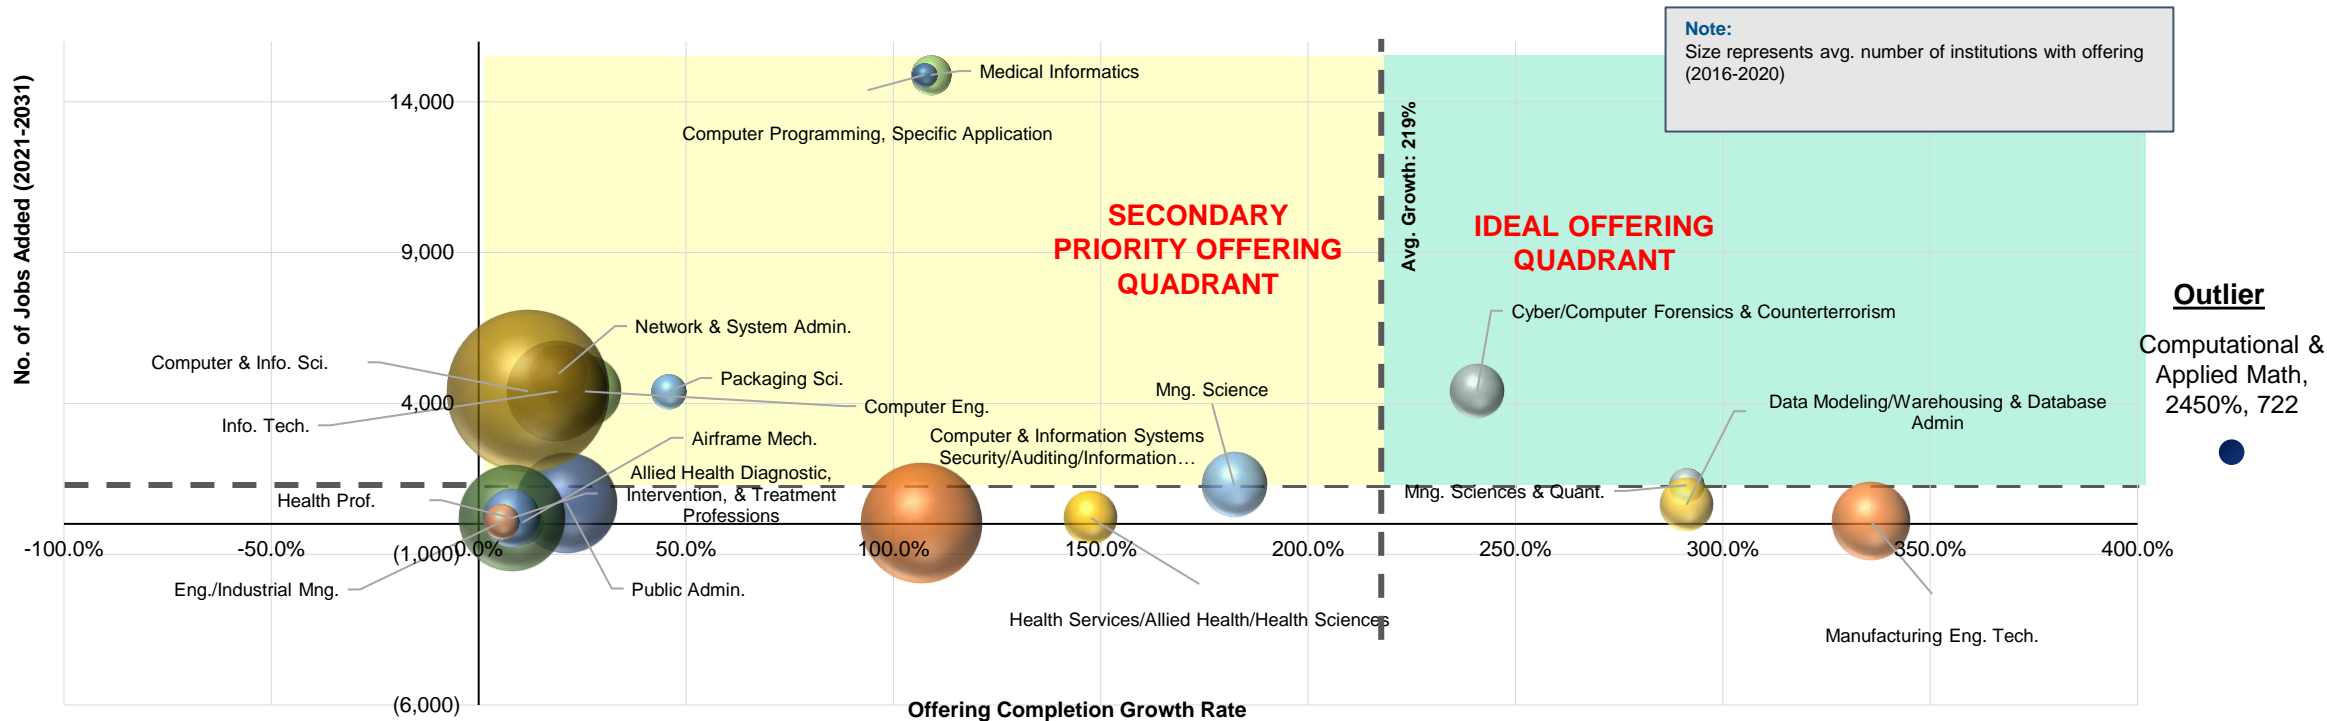 Note:
Size represents avg. number of institutions with offering
(2016-2020)
No. of Jobs Added (2021-2031)
14,000
9,000
4,000
(1,000)
(6,000)
Medical Informatics
Computer Programming, Specific Application
Avg. Growth: 219%
SECONDARY
PRIORITY OFFERING
QUADRANT
IDEAL OFFERING
QUADRANT
Outlier
Computational &
Applied Math,
2450%, 722
Cyber/Computer Forensics & Counterterrorism
Network & System Admin.
Computer & Info. Sci.
Packaging Sci.
Mng. Science
Computer Eng.
Data Modeling/Warehousing & Database
Admin
Info. Tech.
Airframe Mech.
Computer & Information Systems
Security/Auditing/Information…
Allied Health Diagnostic,
Intervention, & Treatment
Professions
Health Prof.
Mng. Sciences & Quant.
-100.0%
-50.0%
0.0%
50.0%
100.0%
150.0%
200.0%
250.0%
300.0%
350.0%
400.0%
Eng./Industrial Mng.
Public Admin.
Health Services/Allied Health/Health Sciences
Manufacturing Eng. Tech.
Offering Completion Growth Rate